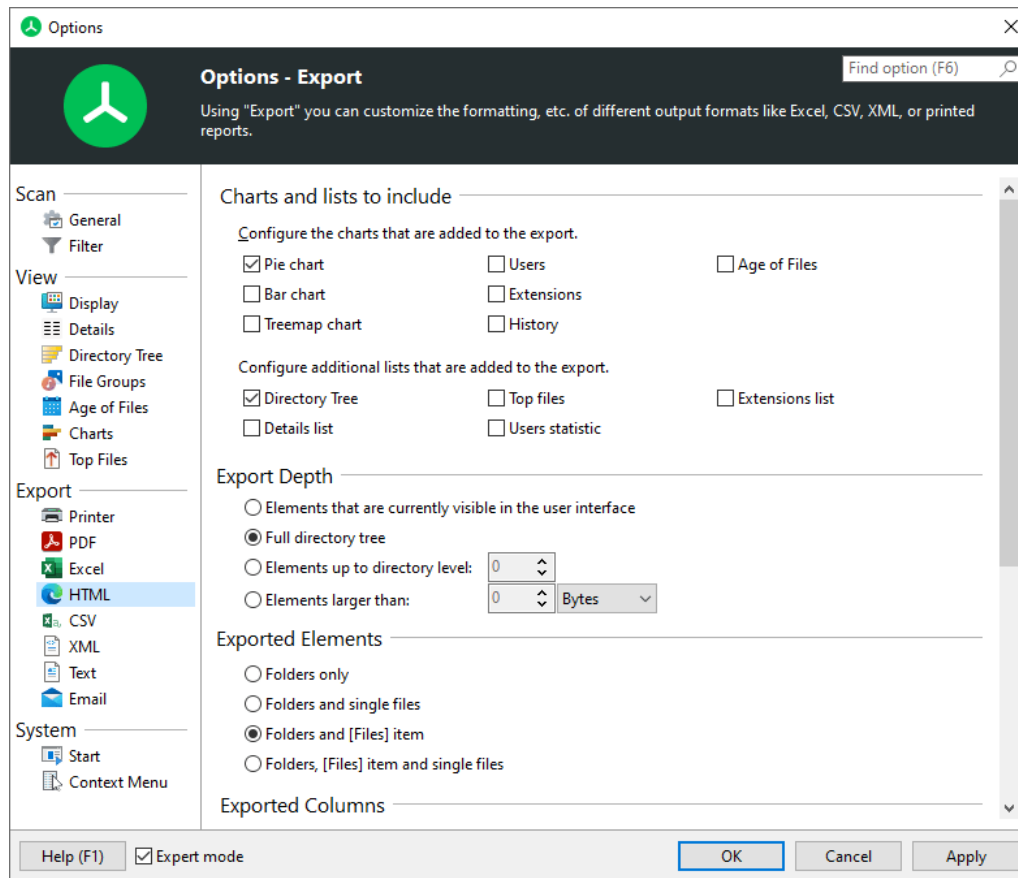 Options
Options - Export
Find option (F6)
Using "Export" you can customize the formatting, etc. of different output formats like Excel, CSV, XML, or printed
reports.
Scan
General
Filter
View
Display
Details
Directory Tree
File Groups
Age of Files
Charts
Top Files
Export
Printer
PDF
Excel
HTML
CSV
XML
Text
Email
System
Start
Context Menu
Charts and lists to include
Configure the charts that are added to the export.
Pie chart
Users
Age of Files
Bar chart
Extensions
Treemap chart
History
Configure additional lists that are added to the export.
Directory Tree
Top files
Extensions list
Details list
Users statistic
Export Depth
Elements that are currently visible in the user interface
Full directory tree
Elements up to directory level: 0
Elements larger than: 0 Bytes
Exported Elements
Folders only
Folders and single files
Folders and [Files] item
Folders, [Files] item and single files
Exported Columns
Help (F1)
Expert mode
OK
Cancel
Apply